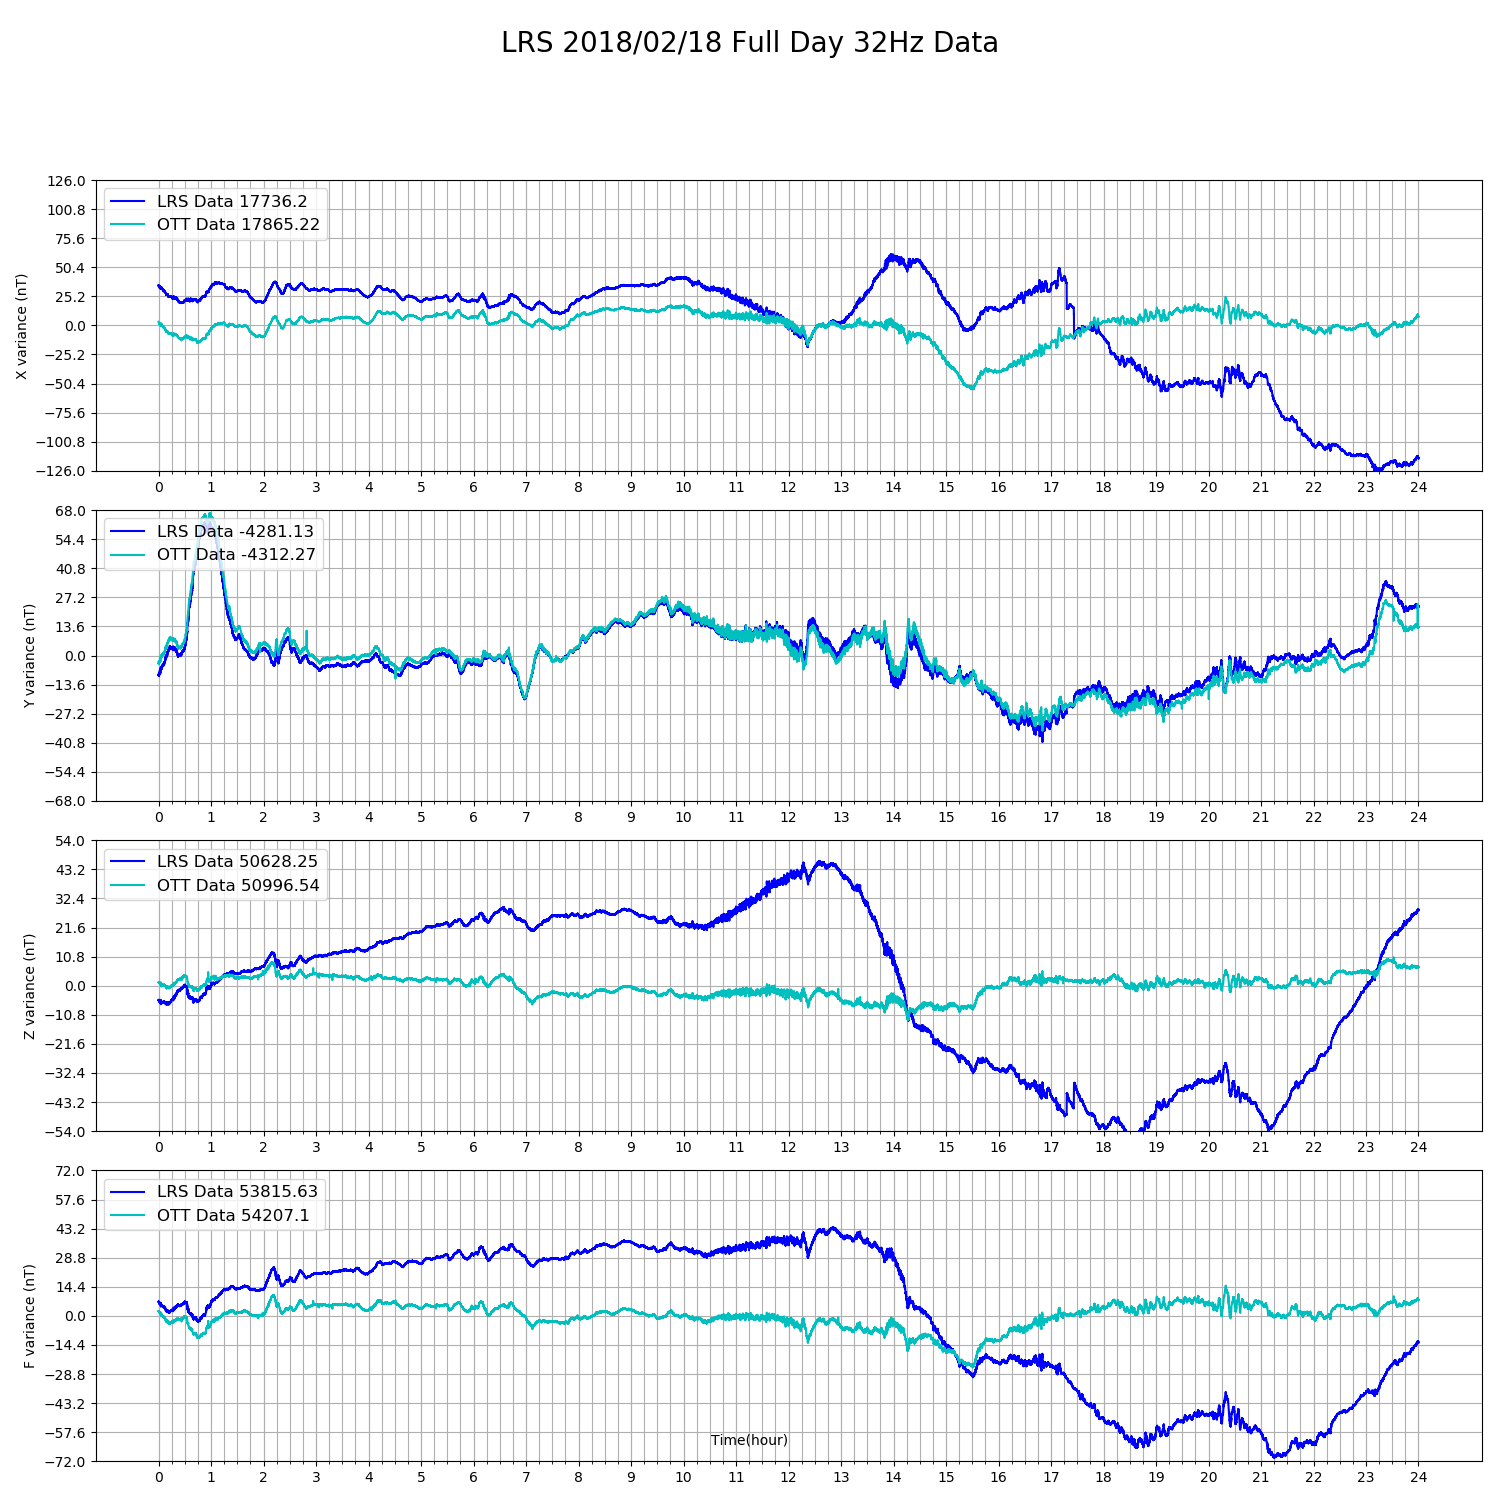 LRS 2018/02/18 Full Day 32Hz Data
X variance (nT)
126.0
100.8
75.6
50.4
25.2
0.0
−25.2
−50.4
−75.6
−100.8
−126.0
LRS Data 17736.2
OTT Data 17865.22
0 1 2 3 4 5 6 7 8 9 10 11 12 13 14 15 16 17 18 19 20 21 22 23 24
Y variance (nT)
68.0
54.4
40.8
27.2
13.6
0.0
−13.6
−27.2
−40.8
−54.4
−68.0
LRS Data -4281.13
OTT Data -4312.27
0 1 2 3 4 5 6 7 8 9 10 11 12 13 14 15 16 17 18 19 20 21 22 23 24
Z variance (nT)
54.0
43.2
32.4
21.6
10.8
0.0
−10.8
−21.6
−32.4
−43.2
−54.0
LRS Data 50628.25
OTT Data 50996.54
0 1 2 3 4 5 6 7 8 9 10 11 12 13 14 15 16 17 18 19 20 21 22 23 24
F variance (nT)
72.0
57.6
43.2
28.8
14.4
0.0
−14.4
−28.8
−43.2
−57.6
−72.0
LRS Data 53815.63
OTT Data 54207.1
Time(hour)
0 1 2 3 4 5 6 7 8 9 10 11 12 13 14 15 16 17 18 19 20 21 22 23 24